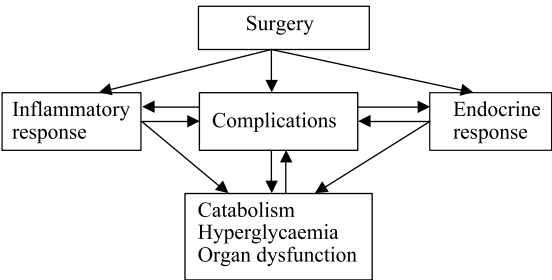 Surgery
Inflammatory
response
Complications
Endocrine
response
Catabolism
Hyperglycaemia
Organ dysfunction